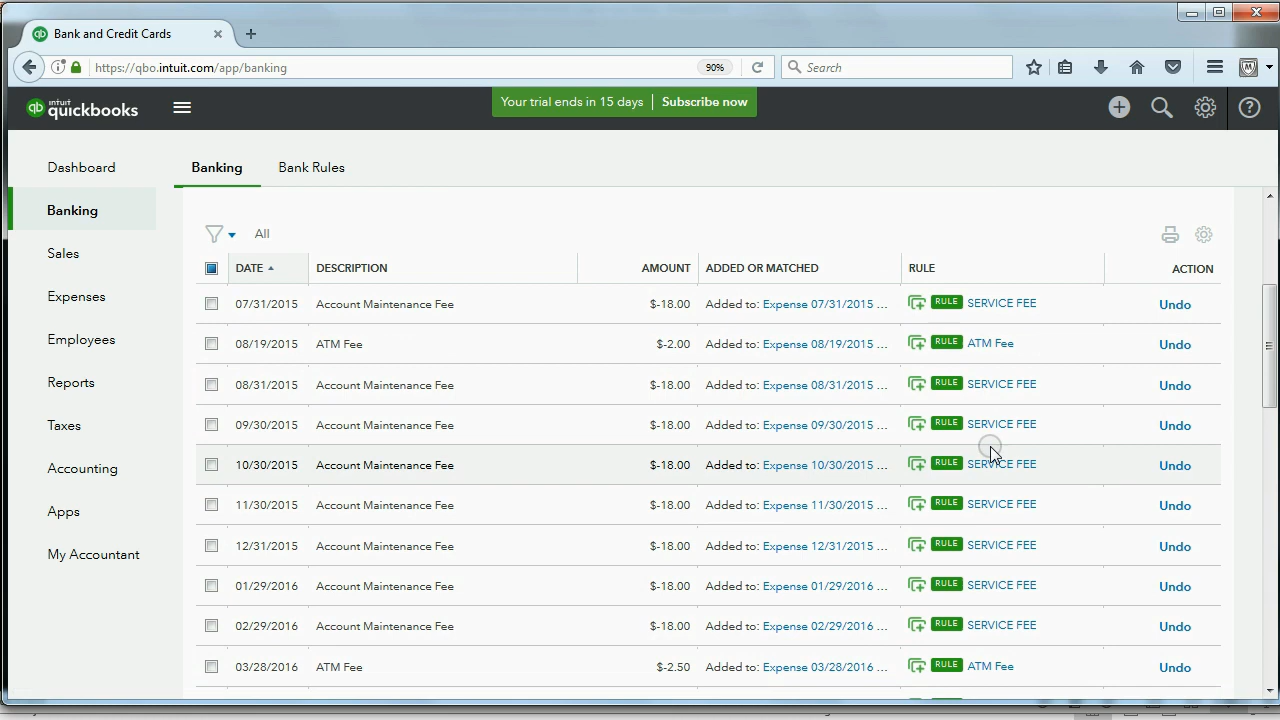 Bank and Credit Cards
https://qbo.intuit.com/app/banking 90% Search
intuit quickbooks Your trial ends in 15 days Subscribe now
Dashboard
Banking
Sales
Expenses
Employees
Reports
Taxes
Accounting
Apps
My Accountant
Banking Bank Rules
All
DATE DESCRIPTION AMOUNT ADDED OR MATCHED RULE ACTION
07/31/2015 Account Maintenance Fee $-18.00 Added to: Expense 07/31/2015 ... RULE SERVICE FEE Undo
08/19/2015 ATM Fee $-2.00 Added to: Expense 08/19/2015 ... RULE ATM Fee Undo
08/31/2015 Account Maintenance Fee $-18.00 Added to: Expense 08/31/2015 ... RULE SERVICE FEE Undo
09/30/2015 Account Maintenance Fee $-18.00 Added to: Expense 09/30/2015 ... RULE SERVICE FEE Undo
10/30/2015 Account Maintenance Fee $-18.00 Added to: Expense 10/30/2015 ... RULE SERVICE FEE Undo
11/30/2015 Account Maintenance Fee $-18.00 Added to: Expense 11/30/2015 ... RULE SERVICE FEE Undo
12/31/2015 Account Maintenance Fee $-18.00 Added to: Expense 12/31/2015 ... RULE SERVICE FEE Undo
01/29/2016 Account Maintenance Fee $-18.00 Added to: Expense 01/29/2016 ... RULE SERVICE FEE Undo
02/29/2016 Account Maintenance Fee $-18.00 Added to: Expense 02/29/2016 ... RULE SERVICE FEE Undo
03/28/2016 ATM Fee $-2.50 Added to: Expense 03/28/2016 ... RULE ATM Fee Undo